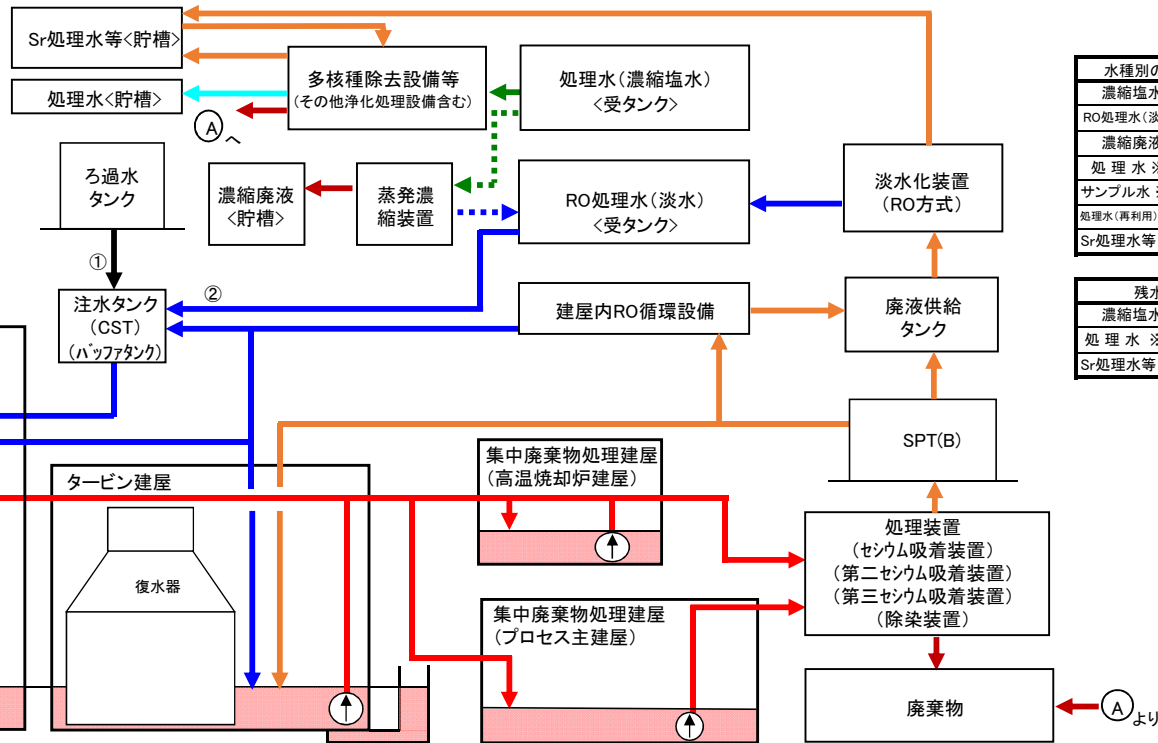 Sr処理水等<貯槽>
処理水<貯槽>
多核種除去設備等
(その他浄化処理設備含む)
Aへ
処理水(濃縮塩水)
<受タンク>
ろ過水
タンク
①
濃縮廃液
<貯槽>
蒸発濃
縮装置
RO処理水(淡水)
<受タンク>
淡水化装置
(RO方式)
②
注水タンク
(CST)
(バッファタンク)
建屋内RO循環設備
廃液供給
タンク
SPT(B)
タービン建屋
復水器
集中廃棄物処理建屋
(高温焼却炉建屋)
集中廃棄物処理建屋
(プロセス主建屋)
処理装置
(セシウム吸着装置)
(第二セシウム吸着装置)
(第三セシウム吸着装置)
(除染装置)
廃棄物
Aより
水種別の
濃縮塩水
RO処理水(淡
濃縮廃液
処 理 水 ※
サンプル水 ※
処理水(再利用)
Sr処理水等
残水
濃縮塩水
処 理 水 ※
Sr処理水等